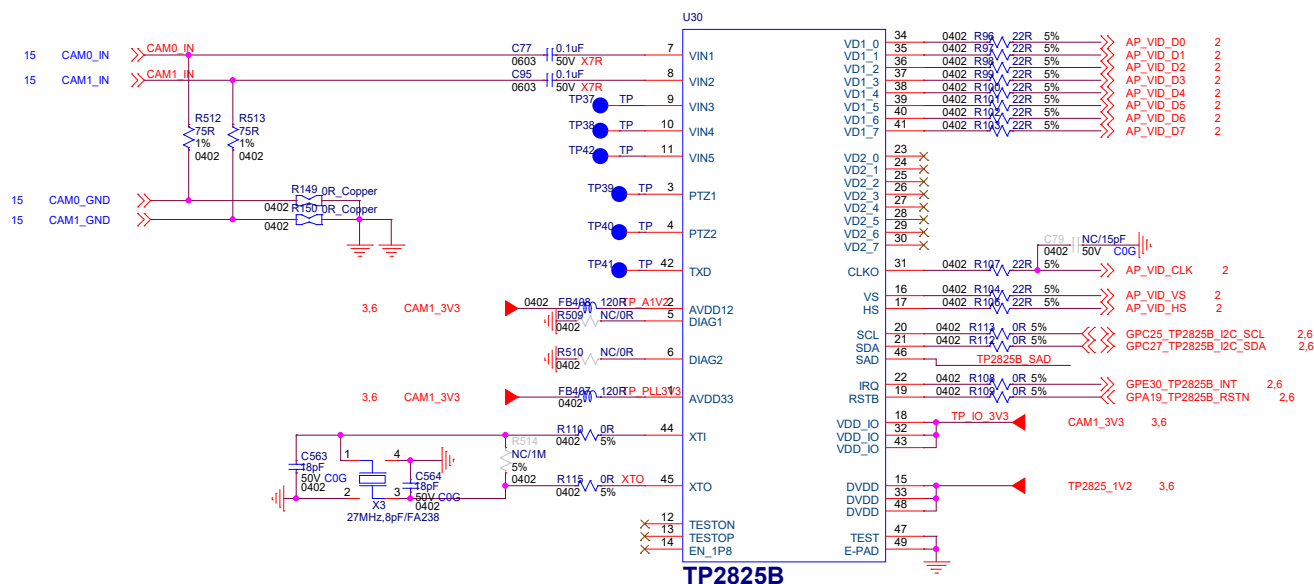 U30
15 CAM0_IN CAM0_IN C77 0.1uF 0603 50V X7R 7 VIN1
15 CAM1_IN CAM1_IN C95 0.1uF 0603 50V X7R 8 VIN2
TP37 TP 9 VIN3
TP38 TP 10 VIN4
TP42 TP 11 VIN5
R512 75R 1% 0402
R513 75R 1% 0402
TP39 TP 3 PTZ1
15 CAM0_GND R149 0R_Copper 0402
15 CAM1_GND R150 0R_Copper 0402
TP40 TP 4 PTZ2
TP41 TP 42 TXD
3,6 CAM1_3V3 0402 FB408 120R TP_A1V2 2 AVDD12
R509 NC/0R 0402 5 DIAG1
R510 NC/0R 0402 6 DIAG2
3,6 CAM1_3V3 FB407 120R 0402 TP_PLL3V3 1 AVDD33
R110 0R 0402 5% 44 XTI
R514 NC/1M 5% 0402
C563 18pF 50V C0G 0402
1 4
2 3
C564 18pF 50V C0G 0402
X3
27MHz,8pF/FA238
R115 0R 0402 5% XTO 45 XTO
12 TESTON
13 TESTOP
14 EN_1P8
VD1_0 34 0402 R96 22R 5% AP_VID_D0 2
VD1_1 35 0402 R97 22R 5% AP_VID_D1 2
VD1_2 36 0402 R98 22R 5% AP_VID_D2 2
VD1_3 37 0402 R99 22R 5% AP_VID_D3 2
VD1_4 38 0402 R100 22R 5% AP_VID_D4 2
VD1_5 39 0402 R101 22R 5% AP_VID_D5 2
VD1_6 40 0402 R102 22R 5% AP_VID_D6 2
VD1_7 41 0402 R103 22R 5% AP_VID_D7 2
VD2_0 23
VD2_1 24
VD2_2 25
VD2_3 26
VD2_4 27
VD2_5 28
VD2_6 29
VD2_7 30
C79 NC/15pF 0402 50V C0G
CLKO 31 0402 R107 22R 5% AP_VID_CLK 2
VS 16 0402 R104 22R 5% AP_VID_VS 2
HS 17 0402 22R 5% AP_VID_HS 2
SCL 20 0402 R113 0R 5% GPC25_TP2825B_I2C_SCL 2,6
SDA 21 0402 R112 0R 5% GPC27_TP2825B_I2C_SDA 2,6
SAD 46 TP2825B_SAD
IRQ 22 0402 R108 0R 5% GPE30_TP2825B_INT 2,6
RSTB 19 0402 R109 0R 5% GPA19_TP2825B_RSTN 2,6
VDD_IO 18 TP_IO_3V3 CAM1_3V3 3,6
VDD_IO 32
VDD_IO 43
DVDD 15 TP2825_1V2 3,6
DVDD 33
DVDD 48
TEST 47
E-PAD 49
TP2825B